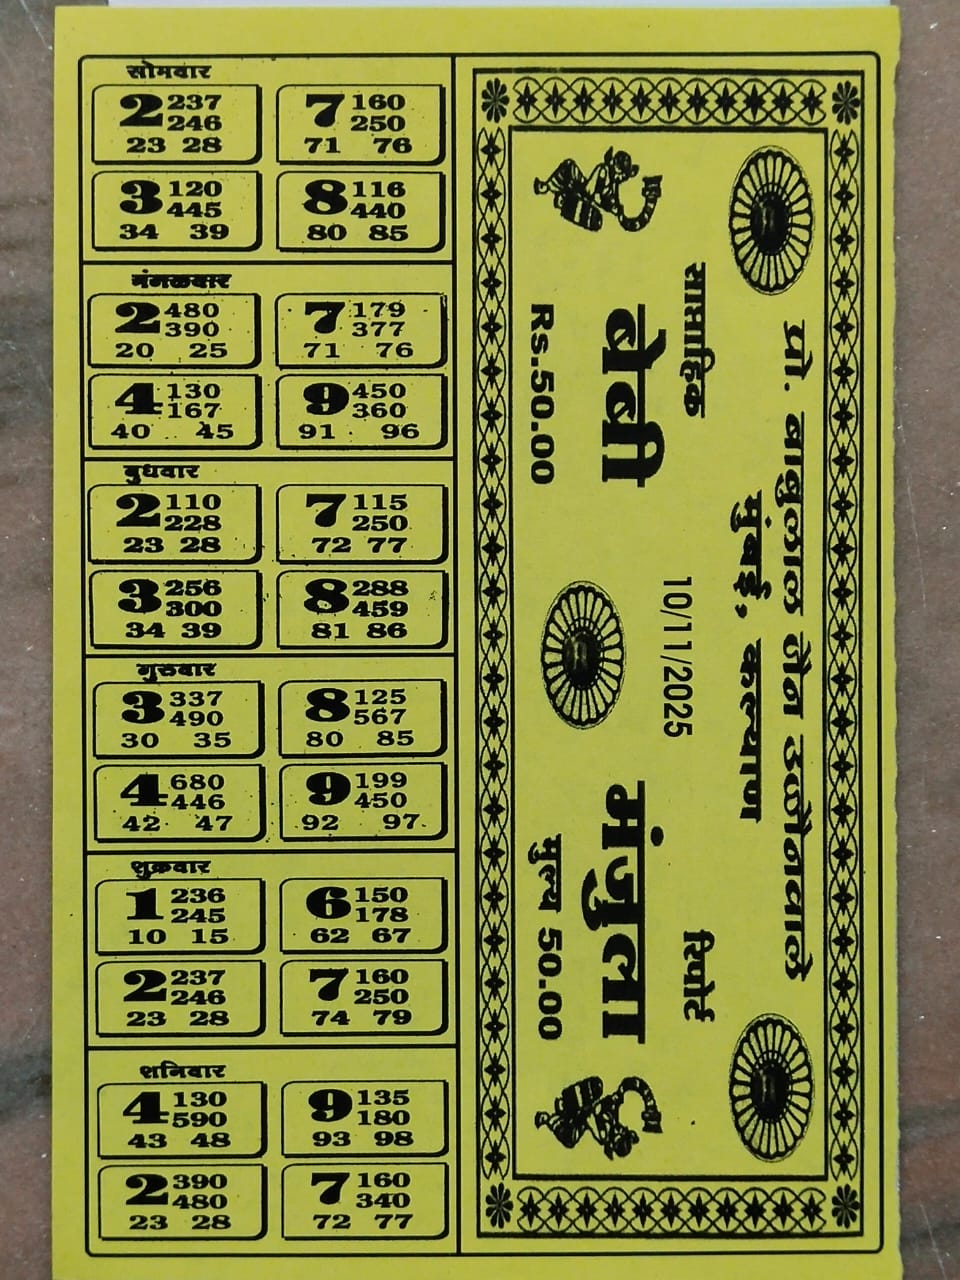 सोमवार
2 237 246 23 28
7 160 250 71 76
3 120 445 34 39
8 116 440 80 85
मंगळवार
2 480 390 20 25
7 179 377 71 76
4 130 167 40 45
9 450 360 91 96
बुधवार
2 110 228 23 28
7 115 250 72 77
3 256 300 34 39
8 288 459 81 86
गुरुवार
3 337 490 30 35
8 125 567 80 85
4 680 446 42 47
9 199 450 92 97
शुक्रवार
1 236 245 10 15
6 150 178 62 67
2 237 246 23 28
7 160 250 74 79
शनिवार
4 130 590 43 48
9 135 180 93 98
2 390 480 23 28
7 160 340 72 77
प्रो. बाबुलाल जैन उज्जैनवाले
मुंबई, कल्याण
साप्ताहिक 10/11/2025 रिपोर्ट
बेबी मंजुला
Rs.50.00 मुल्य 50.00